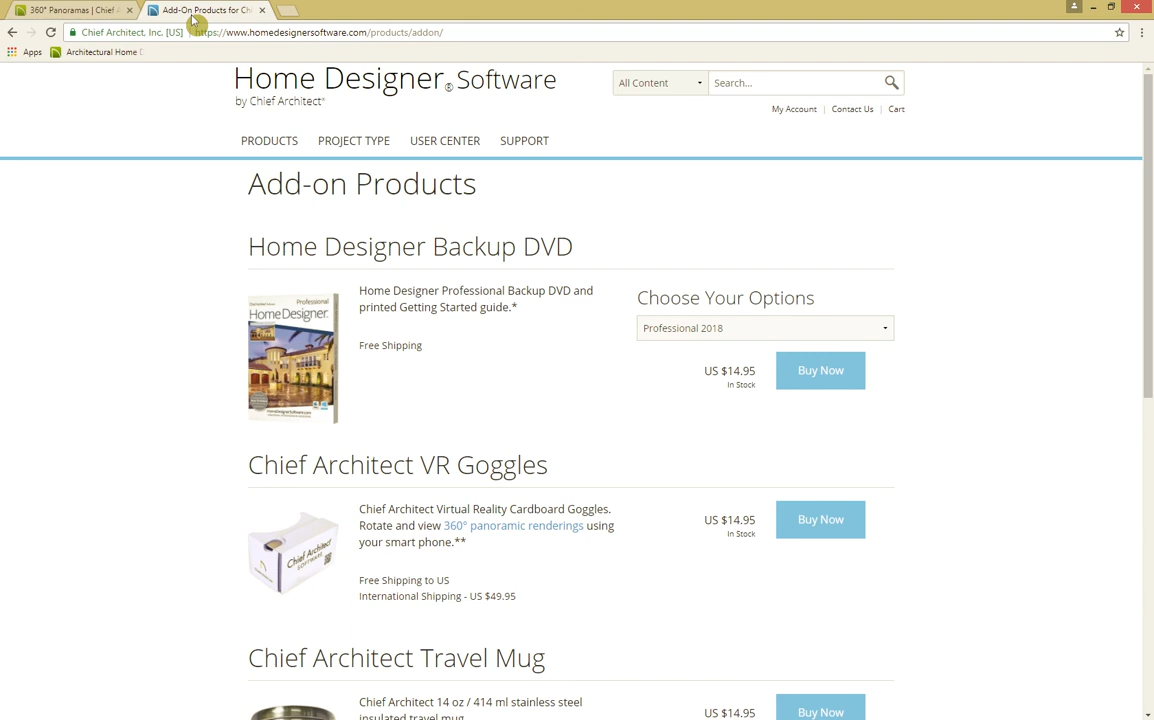 360° Panoramas | Chief A
Add-On Products for Ch
Chief Architect, Inc. [US]
https://www.homedesignersoftware.com/products/addon/
Apps
Architectural Home D
Home Designer® Software
by Chief Architect®
All Content
Search...
My Account | Contact Us | Cart
PRODUCTS PROJECT TYPE USER CENTER SUPPORT
Add-on Products
Home Designer Backup DVD
Professional
Home Designer
Home Designer Professional Backup DVD and
printed Getting Started guide.*
Free Shipping
Choose Your Options
Professional 2018
US $14.95
In Stock
Buy Now
Chief Architect VR Goggles
Chief Architect
SOFTWARE
Chief Architect Virtual Reality Cardboard Goggles.
Rotate and view 360° panoramic renderings using
your smart phone.**
Free Shipping to US
International Shipping - US $49.95
US $14.95
In Stock
Buy Now
Chief Architect Travel Mug
Chief Architect 14 oz / 414 ml stainless steel
insulated travel mug
US $14.95
Buy Now